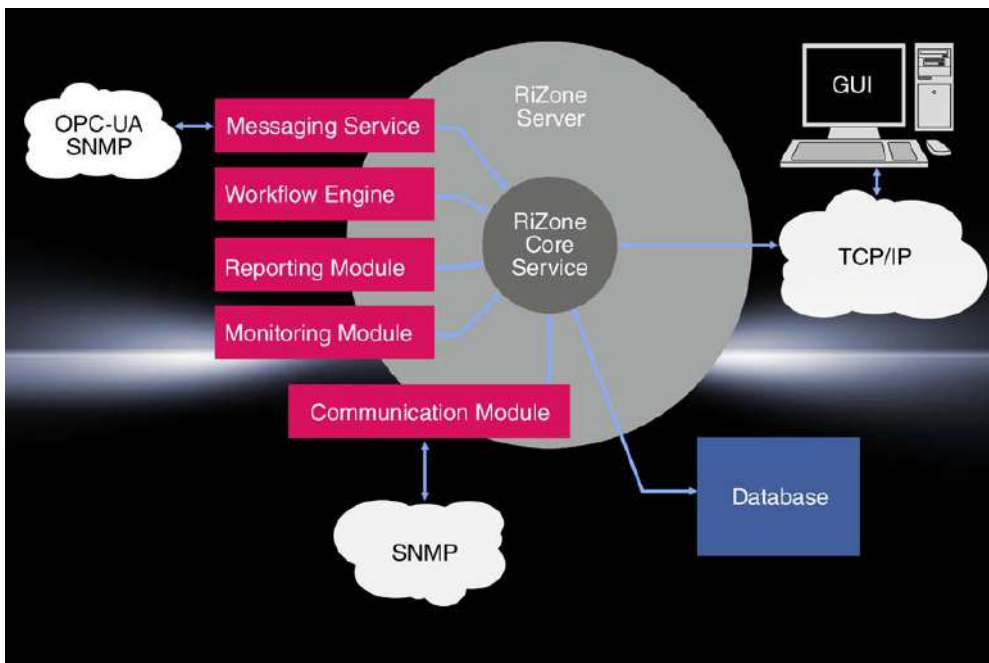 RiZone
Server
GUI
OPC-UA
SNMP
Messaging Service
Workflow Engine
RiZone
Core
Service
TCP/IP
Reporting Module
Monitoring Module
Communication Module
Database
SNMP